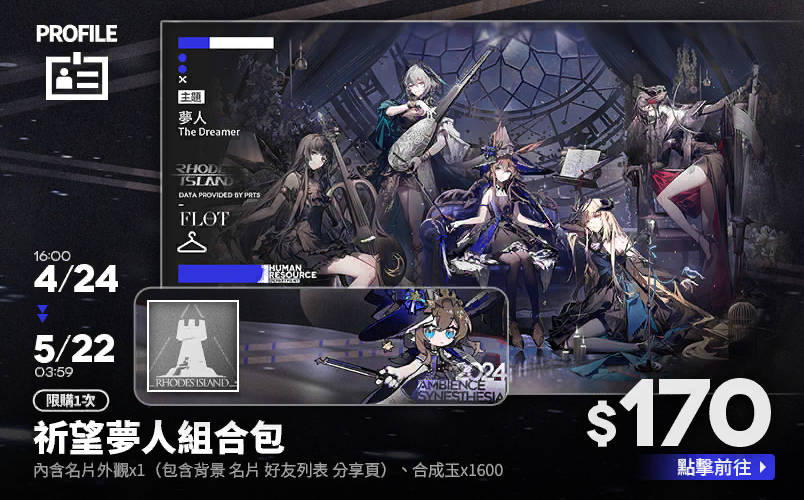 PROFILE
主題
夢人
The Dreamer
RHODES
ISLAND
DATA PROVIDED BY PRTS
FLOT
HUMAN
RESOURCE
DEPARTMENT
16:00
4/24
5/22
03:59
RHODES ISLAND
2024
AMBIENCE
SYNESTHESIA
限購1次
祈望夢人組合包
內含名片外觀x1（包含背景 名片 好友列表 分享頁）、合成玉x1600
$170
點擊前往